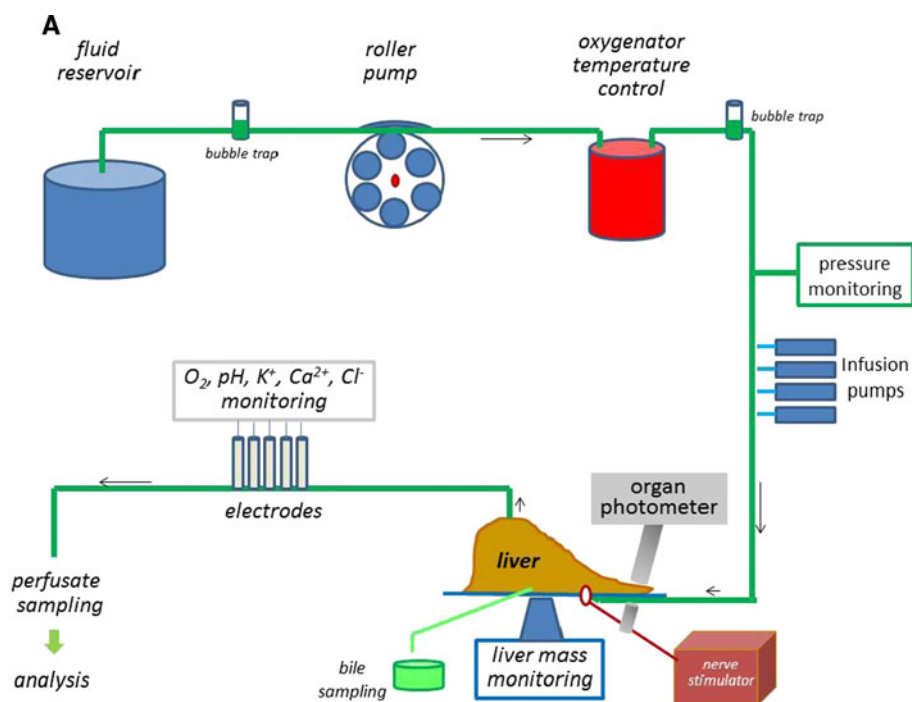 A
fluid
reservoir
roller
pump
oxygenator
temperature
control
bubble trap
bubble trap
pressure
monitoring
Infusion
pumps
O₂, pH, K⁺, Ca²⁺, Cl⁻
monitoring
electrodes
organ
photometer
liver
perfusate
sampling
analysis
bile
sampling
liver mass
monitoring
nerve
stimulator